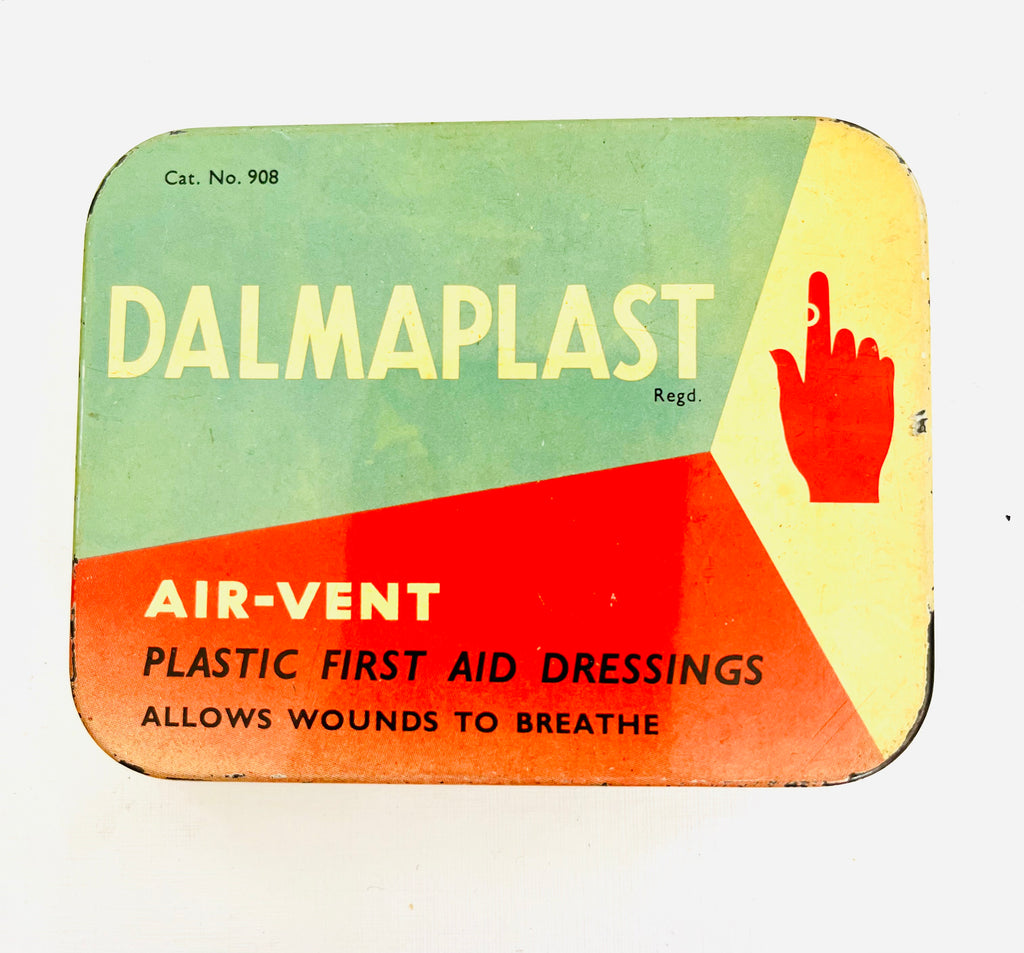 Cat. No. 908
DALMAPLAST
Regd.
AIR-VENT
PLASTIC FIRST AID DRESSINGS
ALLOWS WOUNDS TO BREATHE